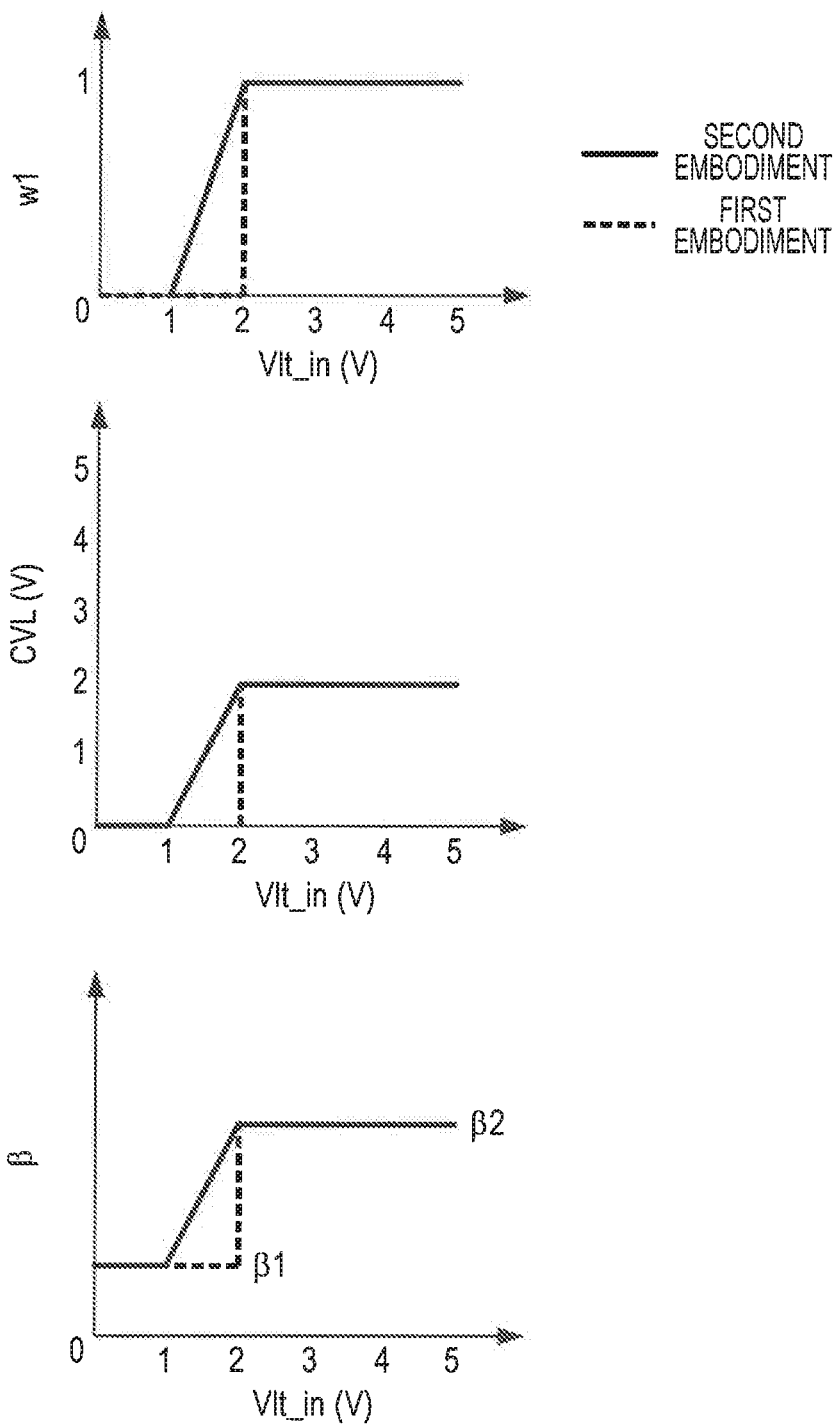 w1
1
0
1 2 3 4 5
Vlt_in (V)
SECOND
EMBODIMENT
FIRST
EMBODIMENT
CVL (V)
5
4
3
2
1
0
1 2 3 4 5
Vlt_in (V)
β
β2
β1
0
1 2 3 4 5
Vlt_in (V)